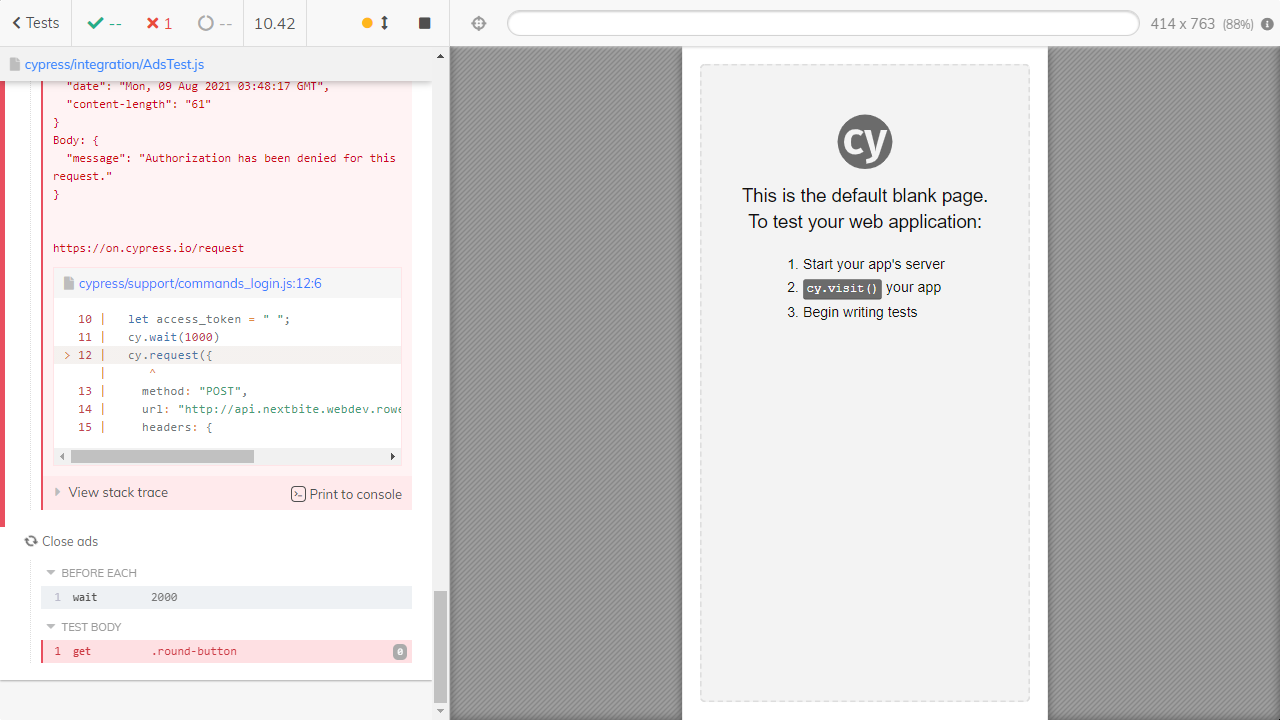 Tests
--
1
--
10.42
414 x 763 (88%)
cypress/integration/AdsTest.js
"date": "Mon, 09 Aug 2021 03:48:17 GMT",
"content-length": "61"
}
Body: {
"message": "Authorization has been denied for this
request."
}
https://on.cypress.io/request
cypress/support/commands_login.js:12:6
10 | let access_token = " ";
11 | cy.wait(1000)
> 12 | cy.request({
| ^
13 | method: "POST",
14 | url: "http://api.nextbite.webdev.rowe
15 | headers: {
View stack trace
Print to console
Close ads
BEFORE EACH
1 wait 2000
TEST BODY
1 get .round-button 0
cy
This is the default blank page.
To test your web application:
1. Start your app's server
2. cy.visit() your app
3. Begin writing tests